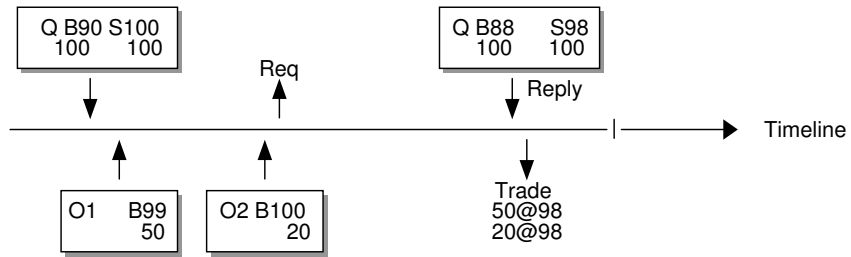 Q B90 S100
100 100
Req
Q B88 S98
100 100
Reply
Timeline
O1 B99
50
O2 B100
20
Trade
50@98
20@98